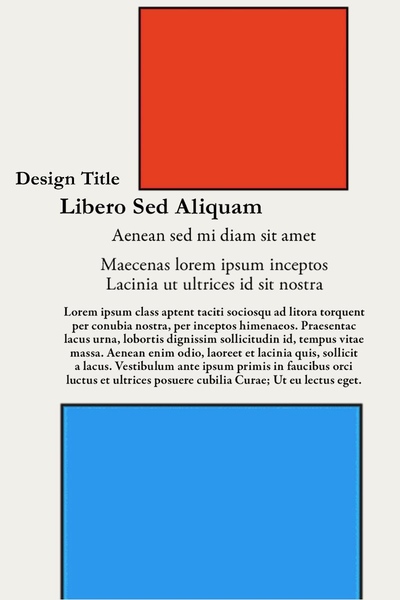 Design Title
Libero Sed Aliquam
Aenean sed mi diam sit amet
Maecenas lorem ipsum inceptos
Lacinia ut ultrices id sit nostra
Lorem ipsum class aptent taciti sociosqu ad litora torquent
per conubia nostra, per inceptos himenaeos. Praesentac
lacus urna, lobortis dignissim sollicitudin id, tempus vitae
massa. Aenean enim odio, laoreet et lacinia quis, sollicit
a lacus. Vestibulum ante ipsum primis in faucibus orci
luctus et ultrices posuere cubilia Curae; Ut eu lectus eget.